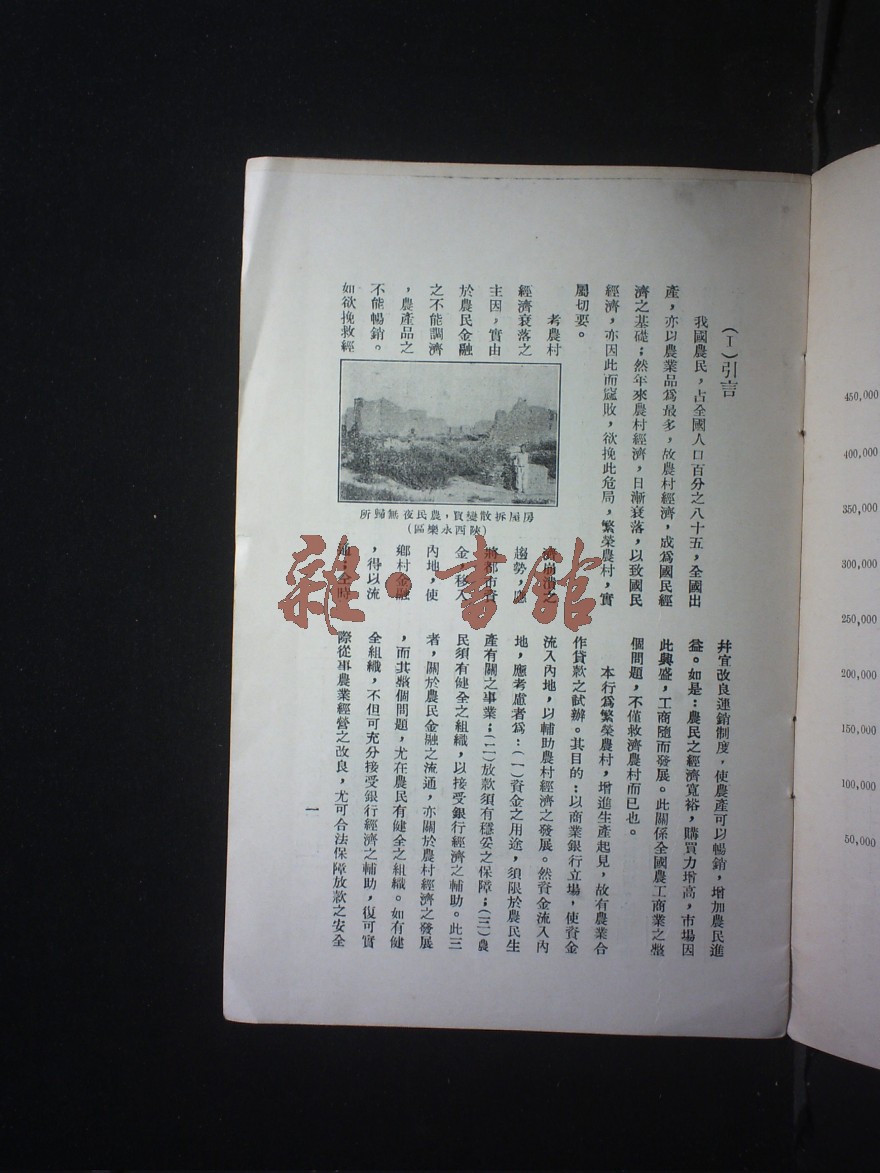 （I）引言
我國農民，占全國人口百分之八十五，全國出
產，亦以農業品爲最多，故農村經濟，成爲國民經
濟之基礎；然年來農村經濟，日漸衰落，以致國民
經濟，亦因此而寇敗，欲挽此危局，繁榮農村，實
屬切要。
考農村
經濟衰落之
主因，實由
於農民金融
之不能調濟
，農產品之
不能暢銷。
如欲挽救經
房屋拆散變賣，農民夜無歸所
（陝西永樂區）
濟崩潰之
趨勢，應
將都市資
金，移入
內地，使
鄉村金融
，得以流
通；全時
幷宜改良運銷制度，使農產可以暢銷，增加農民進
益。如是：農民之經濟寬裕，購買力增高，市場因
此興盛，工商隨而發展。此關係全國農工商業之整
個問題，不僅救濟農村而已也。
本行爲繁榮農村，增進生產起見，故有農業合
作貸款之試辦。其目的：以商業銀行立場，使資金
流入內地，以輔助農村經濟之發展。然資金流入內
地，應考慮者爲：（一）資金之用途，須限於農民生
產有關之事業；（二）放款須有穩妥之保障；（三）農
民須有健全之組織，以接受銀行經濟之輔助。此三
者，關於農民金融之流通，亦關於農村經濟之發展
，而其整個問題，尤在農民有健全之組織。如有健
全組織，不但可充分接受銀行經濟之輔助，復可實
際從事農業經營之改良，尤可合法保障放款之安全
一
雜·書館
450,000
400,000
350,000
300,000
250,000
200,000
150,000
100,000
50,000